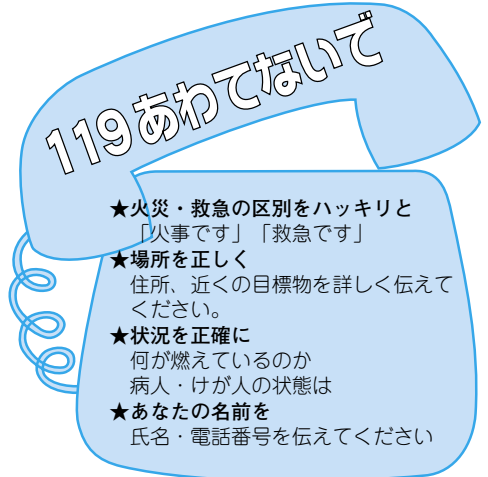 119あわてないで
★火災・救急の区別をハッキリと
「火事です」「救急です」
★場所を正しく
住所、近くの目標物を詳しく伝えて
ください。
★状況を正確に
何が燃えているのか
病人・けが人の状態は
★あなたの名前を
氏名・電話番号を伝えてください